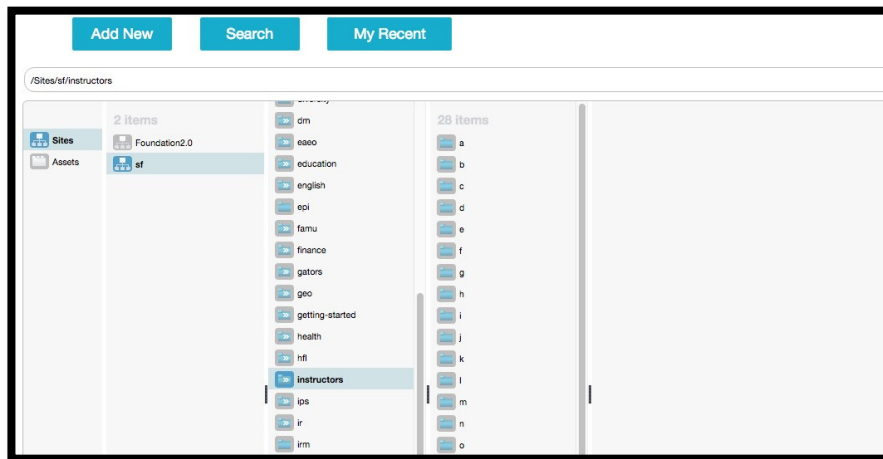 Add New
Search
My Recent
/Sites/sf/instructors
Sites
Assets
2 items
Foundation2.0
sf
dm
eaeo
education
english
epi
famu
finance
gators
geo
getting-started
health
hfl
instructors
ips
ir
irm
28 items
a
b
c
d
e
f
g
h
i
j
k
l
m
n
o